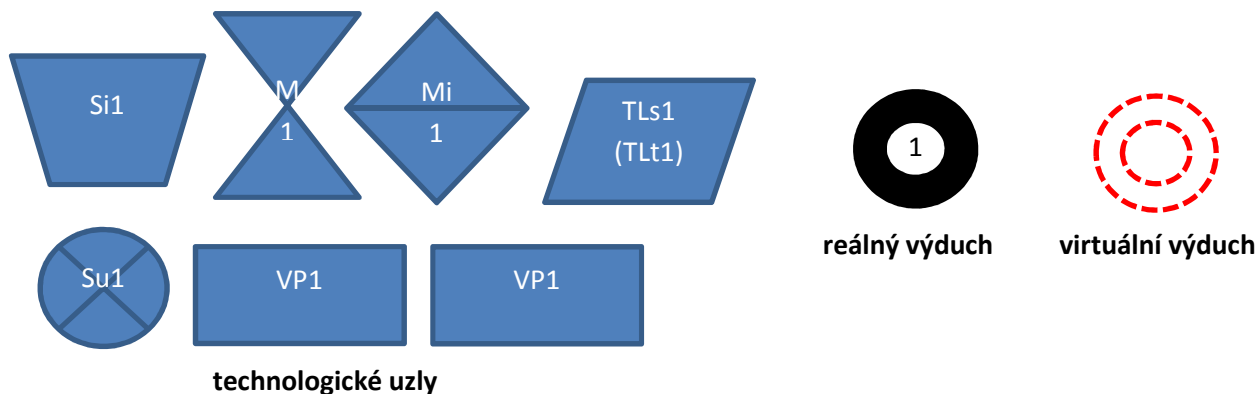 Si1
M
1
Mi
1
TLs1
(TLt1)
1
reálný výduch
virtuální výduch
Su1
VP1
VP1
technologické uzly